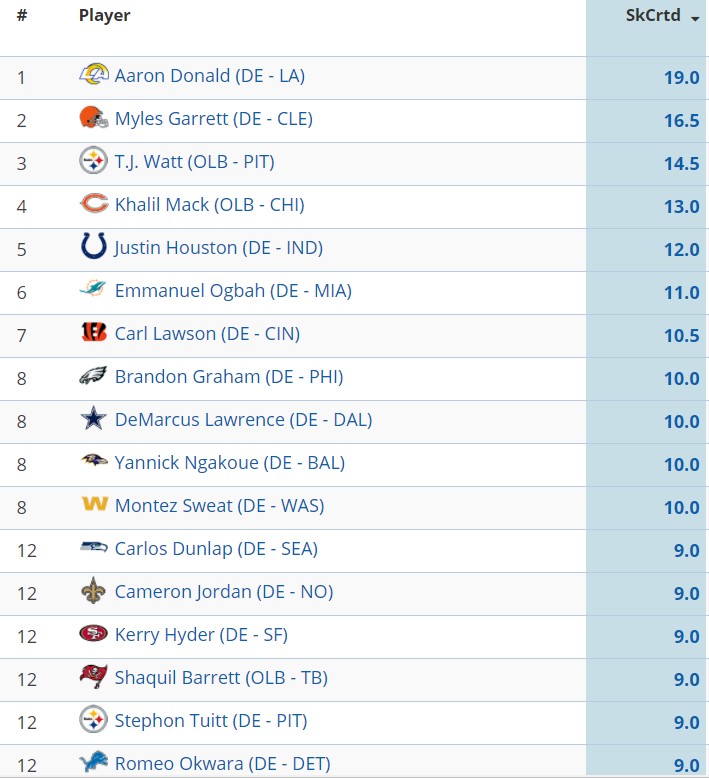 # Player SkCrtd
1 Aaron Donald (DE - LA) 19.0
2 Myles Garrett (DE - CLE) 16.5
3 T.J. Watt (OLB - PIT) 14.5
4 Khalil Mack (OLB - CHI) 13.0
5 Justin Houston (DE - IND) 12.0
6 Emmanuel Ogbah (DE - MIA) 11.0
7 Carl Lawson (DE - CIN) 10.5
8 Brandon Graham (DE - PHI) 10.0
8 DeMarcus Lawrence (DE - DAL) 10.0
8 Yannick Ngakoue (DE - BAL) 10.0
8 Montez Sweat (DE - WAS) 10.0
12 Carlos Dunlap (DE - SEA) 9.0
12 Cameron Jordan (DE - NO) 9.0
12 Kerry Hyder (DE - SF) 9.0
12 Shaquil Barrett (OLB - TB) 9.0
12 Stephon Tuitt (DE - PIT) 9.0
12 Romeo Okwara (DE - DET) 9.0